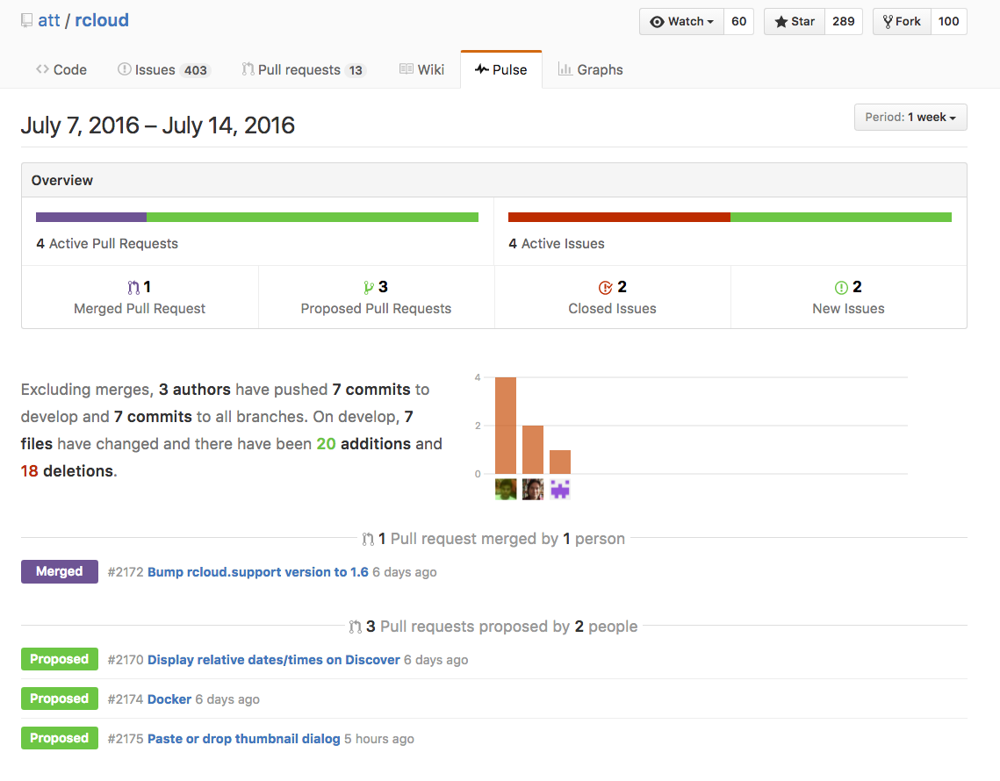 att / rcloud
Watch 60 Star 289 Fork 100
Code Issues 403 Pull requests 13 Wiki Pulse Graphs
July 7, 2016 – July 14, 2016
Period: 1 week
Overview
4 Active Pull Requests
4 Active Issues
1
Merged Pull Request
3
Proposed Pull Requests
2
Closed Issues
2
New Issues
Excluding merges, 3 authors have pushed 7 commits to
develop and 7 commits to all branches. On develop, 7
files have changed and there have been 20 additions and
18 deletions.
4
2
0
1 Pull request merged by 1 person
Merged #2172 Bump rcloud.support version to 1.6 6 days ago
3 Pull requests proposed by 2 people
Proposed #2170 Display relative dates/times on Discover 6 days ago
Proposed #2174 Docker 6 days ago
Proposed #2175 Paste or drop thumbnail dialog 5 hours ago